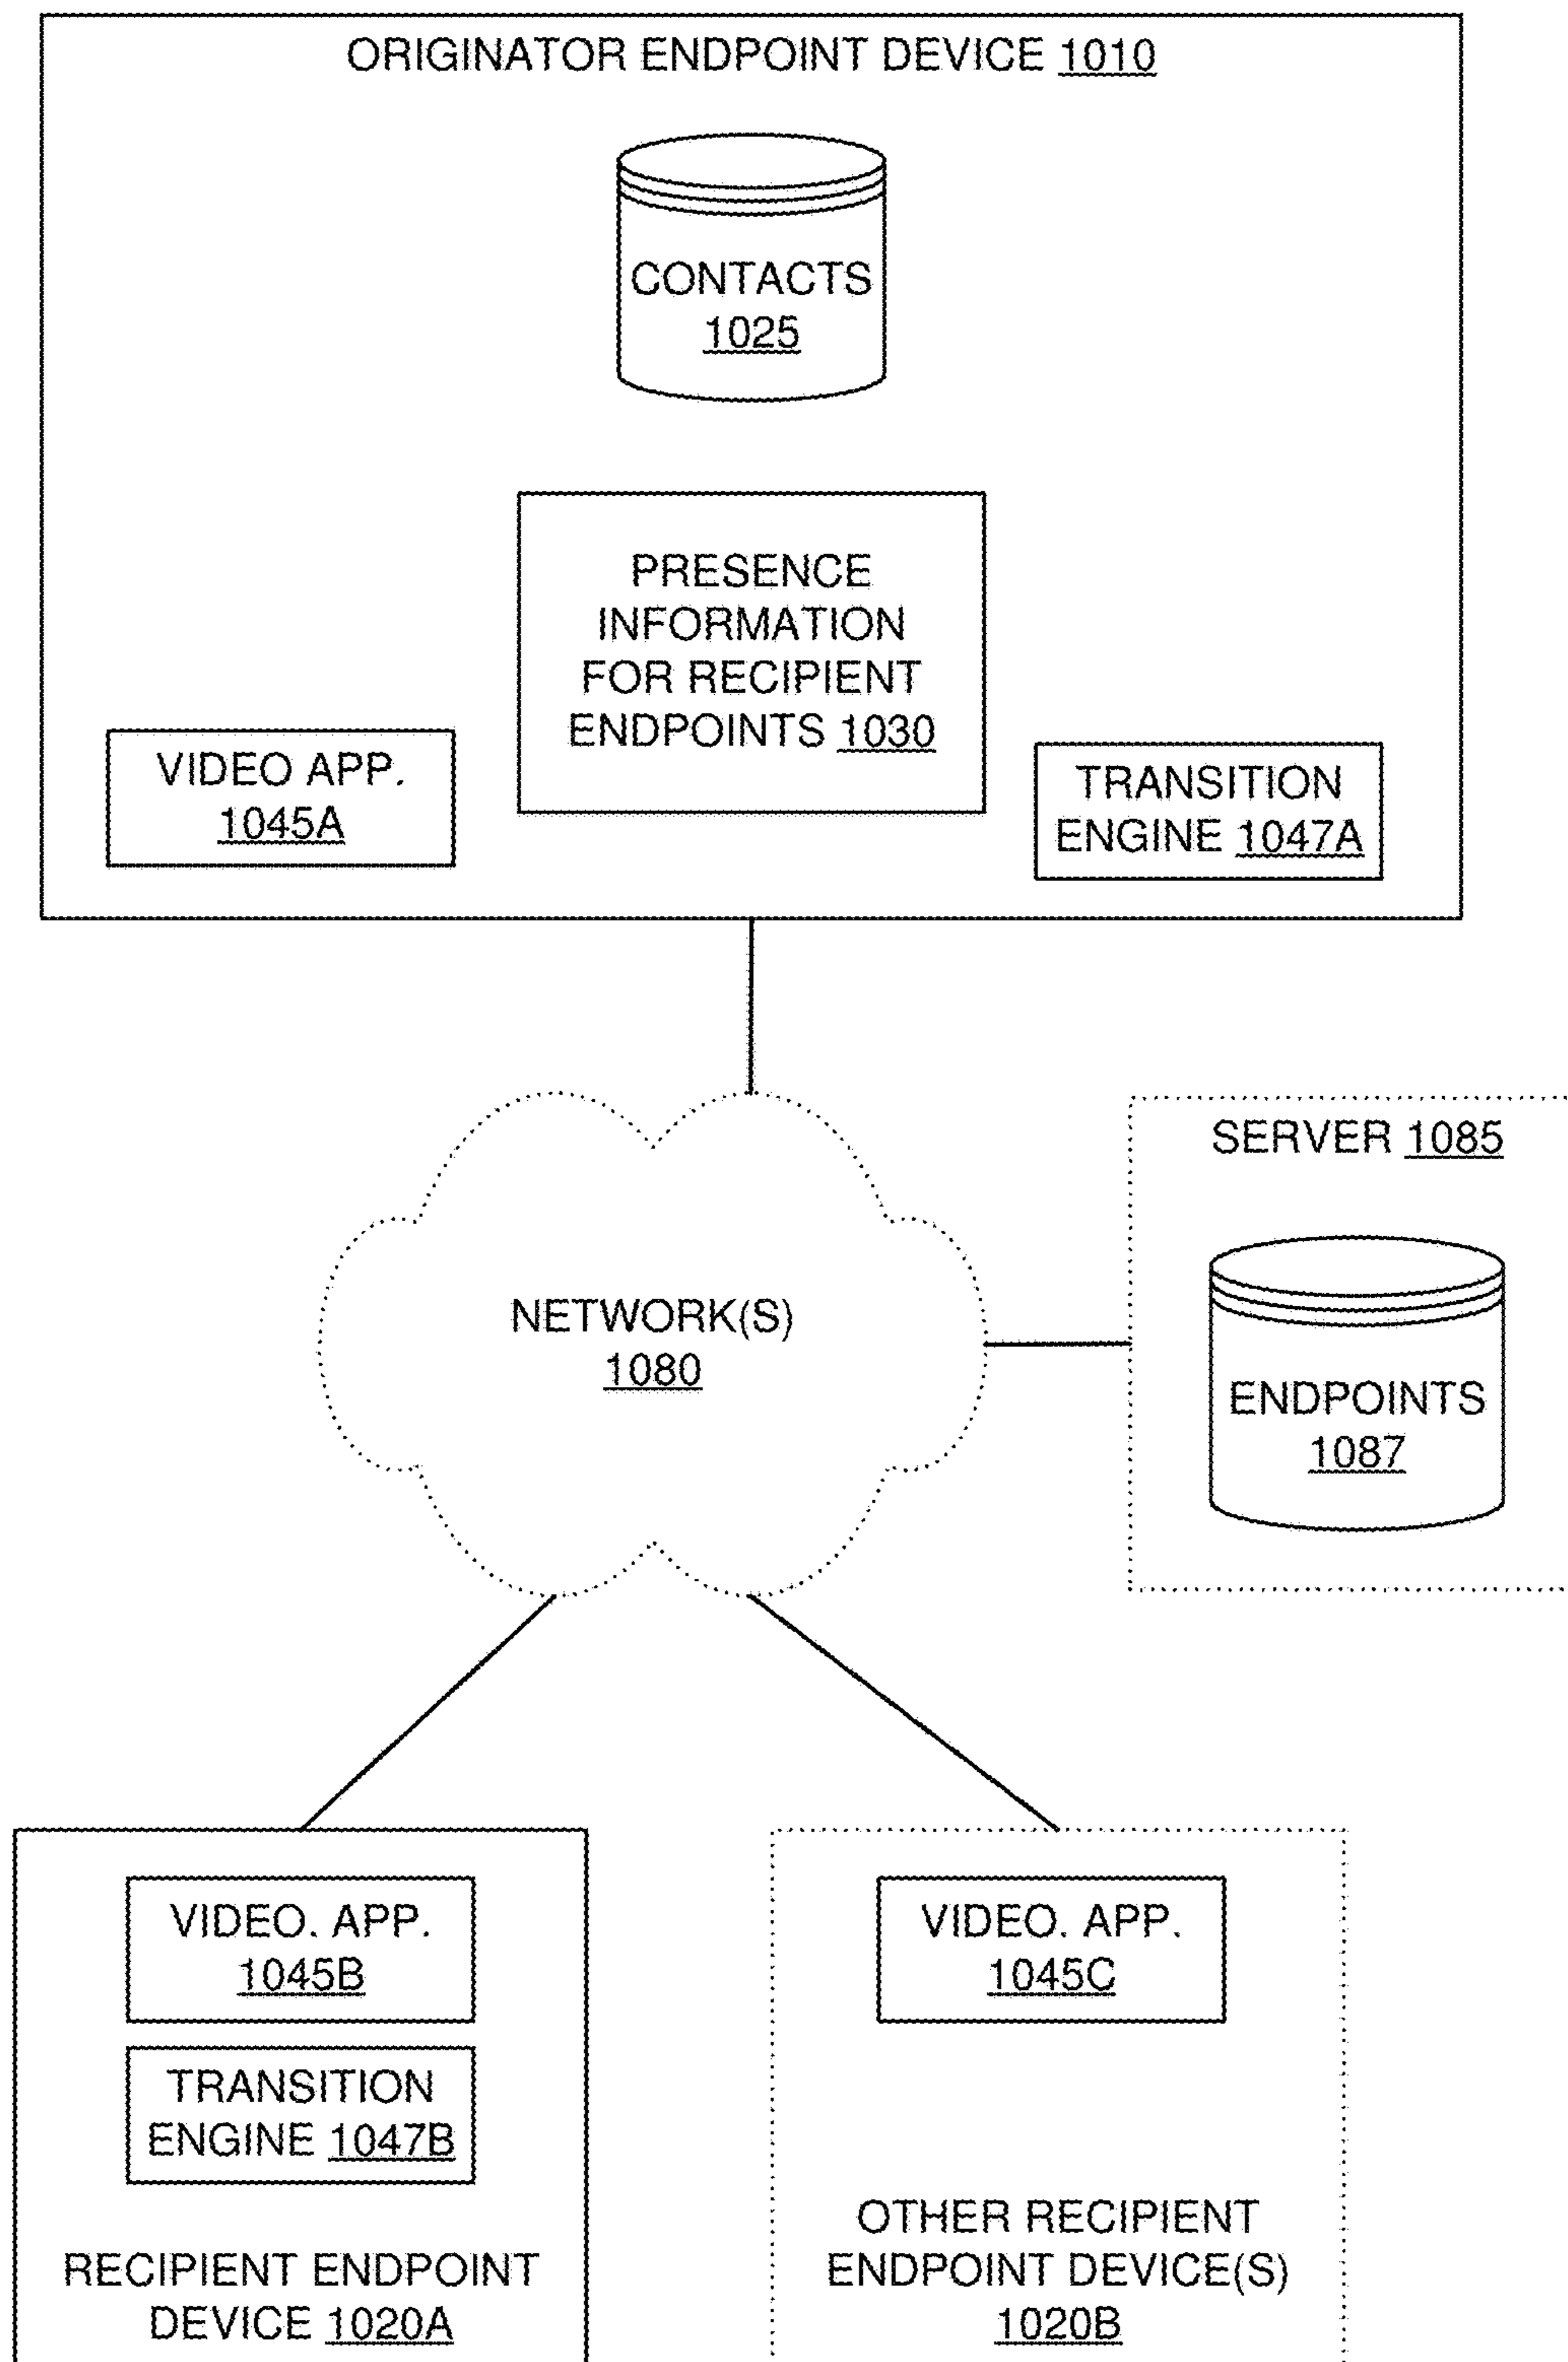 ORIGINATOR ENDPOINT DEVICE 1010
CONTACTS
1025
PRESENCE
INFORMATION
FOR RECIPIENT
ENDPOINTS 1030
VIDEO APP.
1045A
TRANSITION
ENGINE 1047A
SERVER 1085
NETWORK(S)
1080
ENDPOINTS
1087
VIDEO. APP.
1045B
TRANSITION
ENGINE 1047B
RECIPIENT ENDPOINT
DEVICE 1020A
VIDEO. APP.
1045C
OTHER RECIPIENT
ENDPOINT DEVICE(S)
1020B